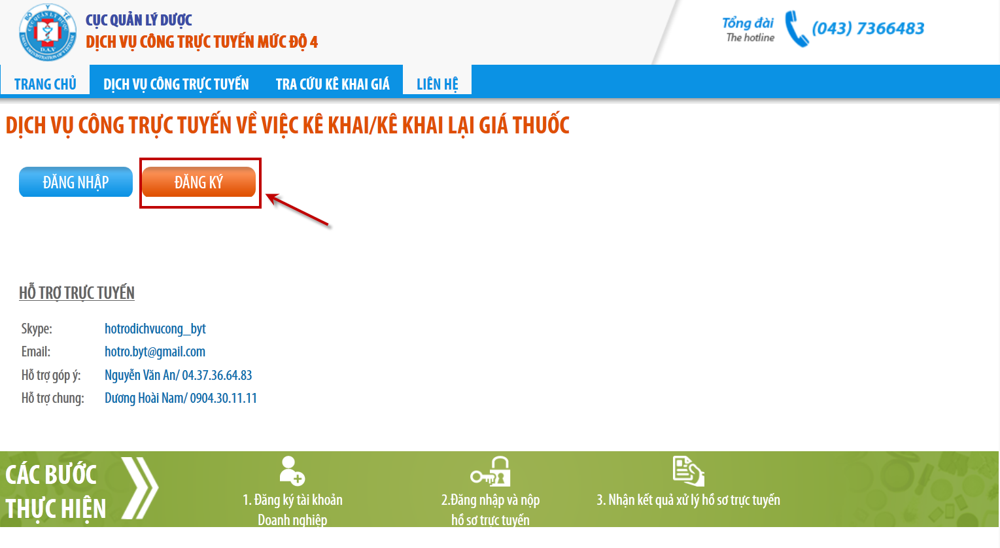 BỘ Y TẾ
CỤC QUẢN LÝ DƯỢC
D.A.V
CỤC QUẢN LÝ DƯỢC
DỊCH VỤ CÔNG TRỰC TUYẾN MỨC ĐỘ 4
Tổng đài
The hotline
(043) 7366483
TRANG CHỦ
DỊCH VỤ CÔNG TRỰC TUYẾN
TRA CỨU KÊ KHAI GIÁ
LIÊN HỆ
DỊCH VỤ CÔNG TRỰC TUYẾN VỀ VIỆC KÊ KHAI/KÊ KHAI LẠI GIÁ THUỐC
ĐĂNG NHẬP
ĐĂNG KÝ
HỖ TRỢ TRỰC TUYẾN
Skype: hotrodichvucong_byt
Email: hotro.byt@gmail.com
Hỗ trợ góp ý: Nguyễn Văn An/ 04.37.36.64.83
Hỗ trợ chung: Dương Hoài Nam/ 0904.30.11.11
CÁC BƯỚC
THỰC HIỆN
1. Đăng ký tài khoản
Doanh nghiệp
2.Đăng nhập và nộp
hồ sơ trực tuyến
3. Nhận kết quả xử lý hồ sơ trực tuyến